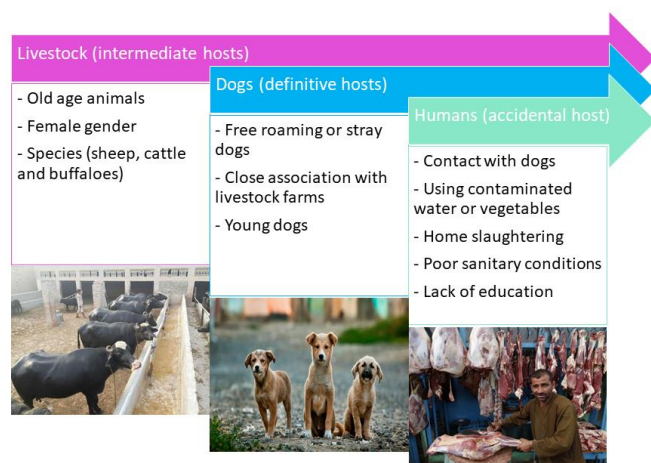 Livestock (intermediate hosts)
- Old age animals
- Female gender
- Species (sheep, cattle
and buffaloes)
Dogs (definitive hosts)
- Free roaming or stray
dogs
- Close association with
livestock farms
- Young dogs
Humans (accidental host)
- Contact with dogs
- Using contaminated
water or vegetables
- Home slaughtering
- Poor sanitary conditions
- Lack of education